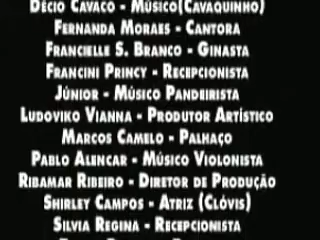 Décio Cavaco - Músico(Cavaquinho)
Fernanda Moraes - Cantora
Francielle S. Branco - Ginasta
Francini Princy - Recepcionista
Júnior - Músico Pandeirista
Ludoviko Vianna - Produtor Artístico
Marcos Camelo - Palhaço
Pablo Alencar - Músico Violonista
Ribamar Ribeiro - Diretor de Produção
Shirley Campos - Atriz (Clóvis)
Silvia Regina - Recepcionista